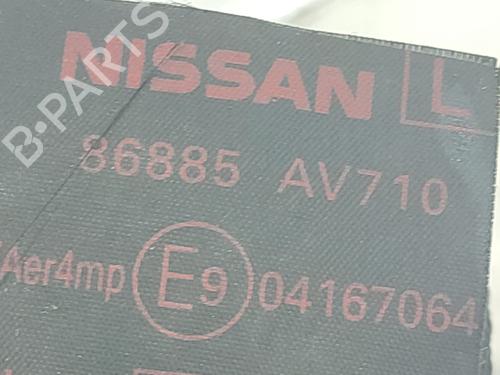 NISSAN L
86885 AV710
Aer4mp E9 04167064
B-PARTS